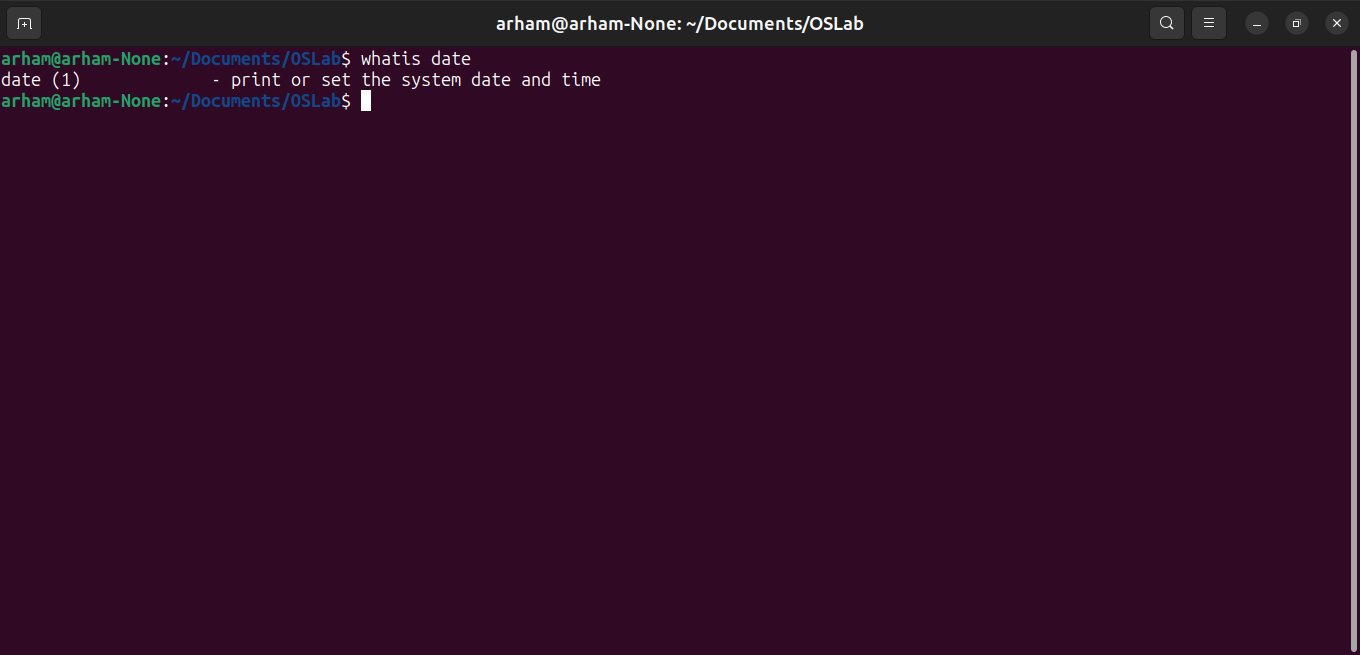 arham@arham-None: ~/Documents/OSLab
arham@arham-None:~/Documents/OSLab$ whatis date
date (1)             - print or set the system date and time
arham@arham-None:~/Documents/OSLab$